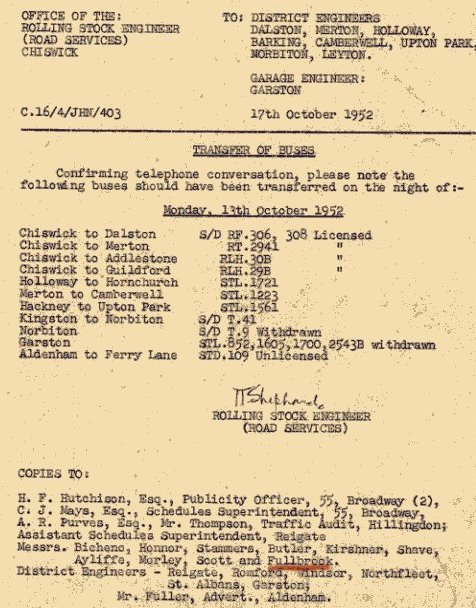 OFFICE OF THE:
ROLLING STOCK ENGINEER
(ROAD SERVICES)
CHISWICK
TO: DISTRICT ENGINEERS
DALSTON, MERTON, HOLLOWAY,
BARKING, CAMBERWELL, UPTON PARK,
NORBITON, LEYTON.
GARAGE ENGINEER:
GARSTON
C.16/4/JHN/403
17th October 1952
TRANSFER OF BUSES
Confirming telephone conversation, please note the
following buses should have been transferred on the night of:-
Monday, 13th October 1952
Chiswick to Dalston S/D RF.306, 308 Licensed
Chiswick to Merton RT.2941 "
Chiswick to Addlestone RLH.30B "
Chiswick to Guildford RLH.29B "
Holloway to Hornchurch STL.1721
Merton to Camberwell STL.1223
Hackney to Upton Park STL.1561
Kingston to Norbiton S/D T.41
Norbiton S/D T.9 Withdrawn
Garston STL.852,1605,1700,2543B withdrawn
Aldenham to Ferry Lane STD.109 Unlicensed
ROLLING STOCK ENGINEER
(ROAD SERVICES)
COPIES TO:
H. F. Hutchison, Esq., Publicity Officer, 55, Broadway (2),
C. J. Mays, Esq., Schedules Superintendent, 55, Broadway,
A. R. Purves, Esq., Mr. Thompson, Traffic Audit, Hillingdon;
Assistant Schedules Superintendent, Reigate
Messrs. Bicheno, Honnor, Stammers, Butler, Kirshner, Shave,
Ayliffe, Morley, Scott and Fullbrook.
District Engineers - Reigate, Romford, Windsor, Northfleet,
St. Albans, Garston;
Mr. Fuller, Advert., Aldenham.